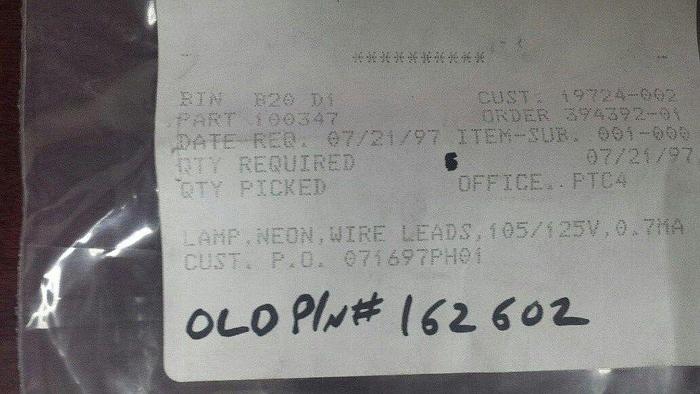 **********
BIN B20 D1 CUST. 19724-002
PART 100347 ORDER 394392-01
DATE REQ. 07/21/97 ITEM-SUB. 001-000
QTY REQUIRED 07/21/97
QTY PICKED OFFICE.. PTC4
LAMP,NEON,WIRE LEADS,105/125V,0.7MA
CUST. P.O. 071697PH01
OLD P/N# 162602